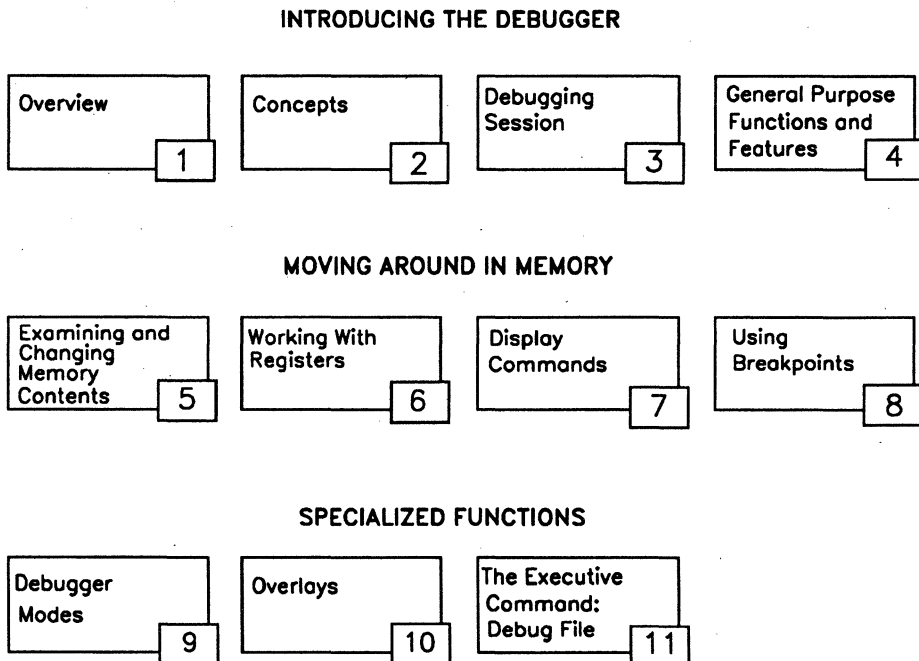 INTRODUCING THE DEBUGGER
Overview
1
Concepts
2
Debugging
Session
3
General Purpose
Functions and
Features
4
MOVING AROUND IN MEMORY
Examining and
Changing
Memory
Contents
5
Working With
Registers
6
Display
Commands
7
Using
Breakpoints
8
SPECIALIZED FUNCTIONS
Debugger
Modes
9
Overlays
10
The Executive
Command:
Debug File
11